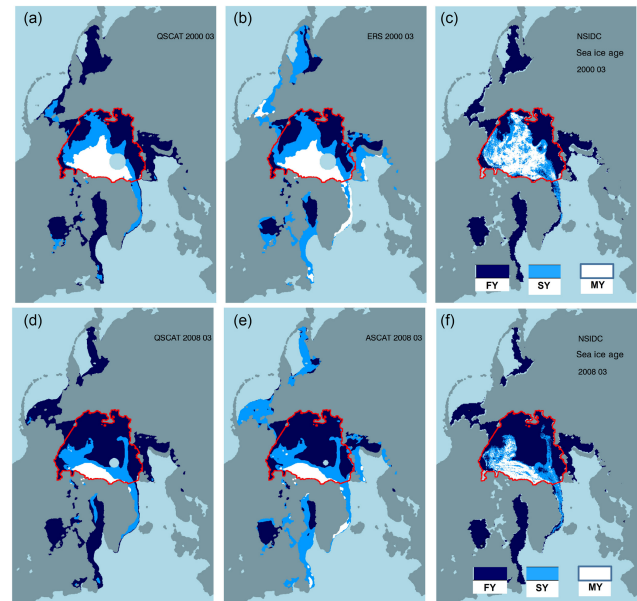 (a)
QSCAT 2000 03
(b)
ERS 2000 03
(c)
NSIDC
Sea ice age
2000 03
FY
SY
MY
(d)
QSCAT 2008 03
(e)
ASCAT 2008 03
(f)
NSIDC
Sea ice age
2008 03
FY
SY
MY